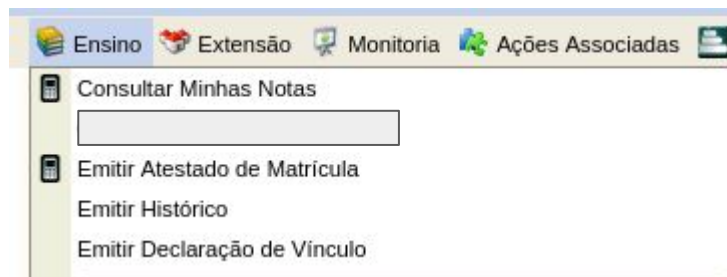 Ensino Extensão Monitoria Ações Associadas
Consultar Minhas Notas
Emitir Atestado de Matrícula
Emitir Histórico
Emitir Declaração de Vínculo